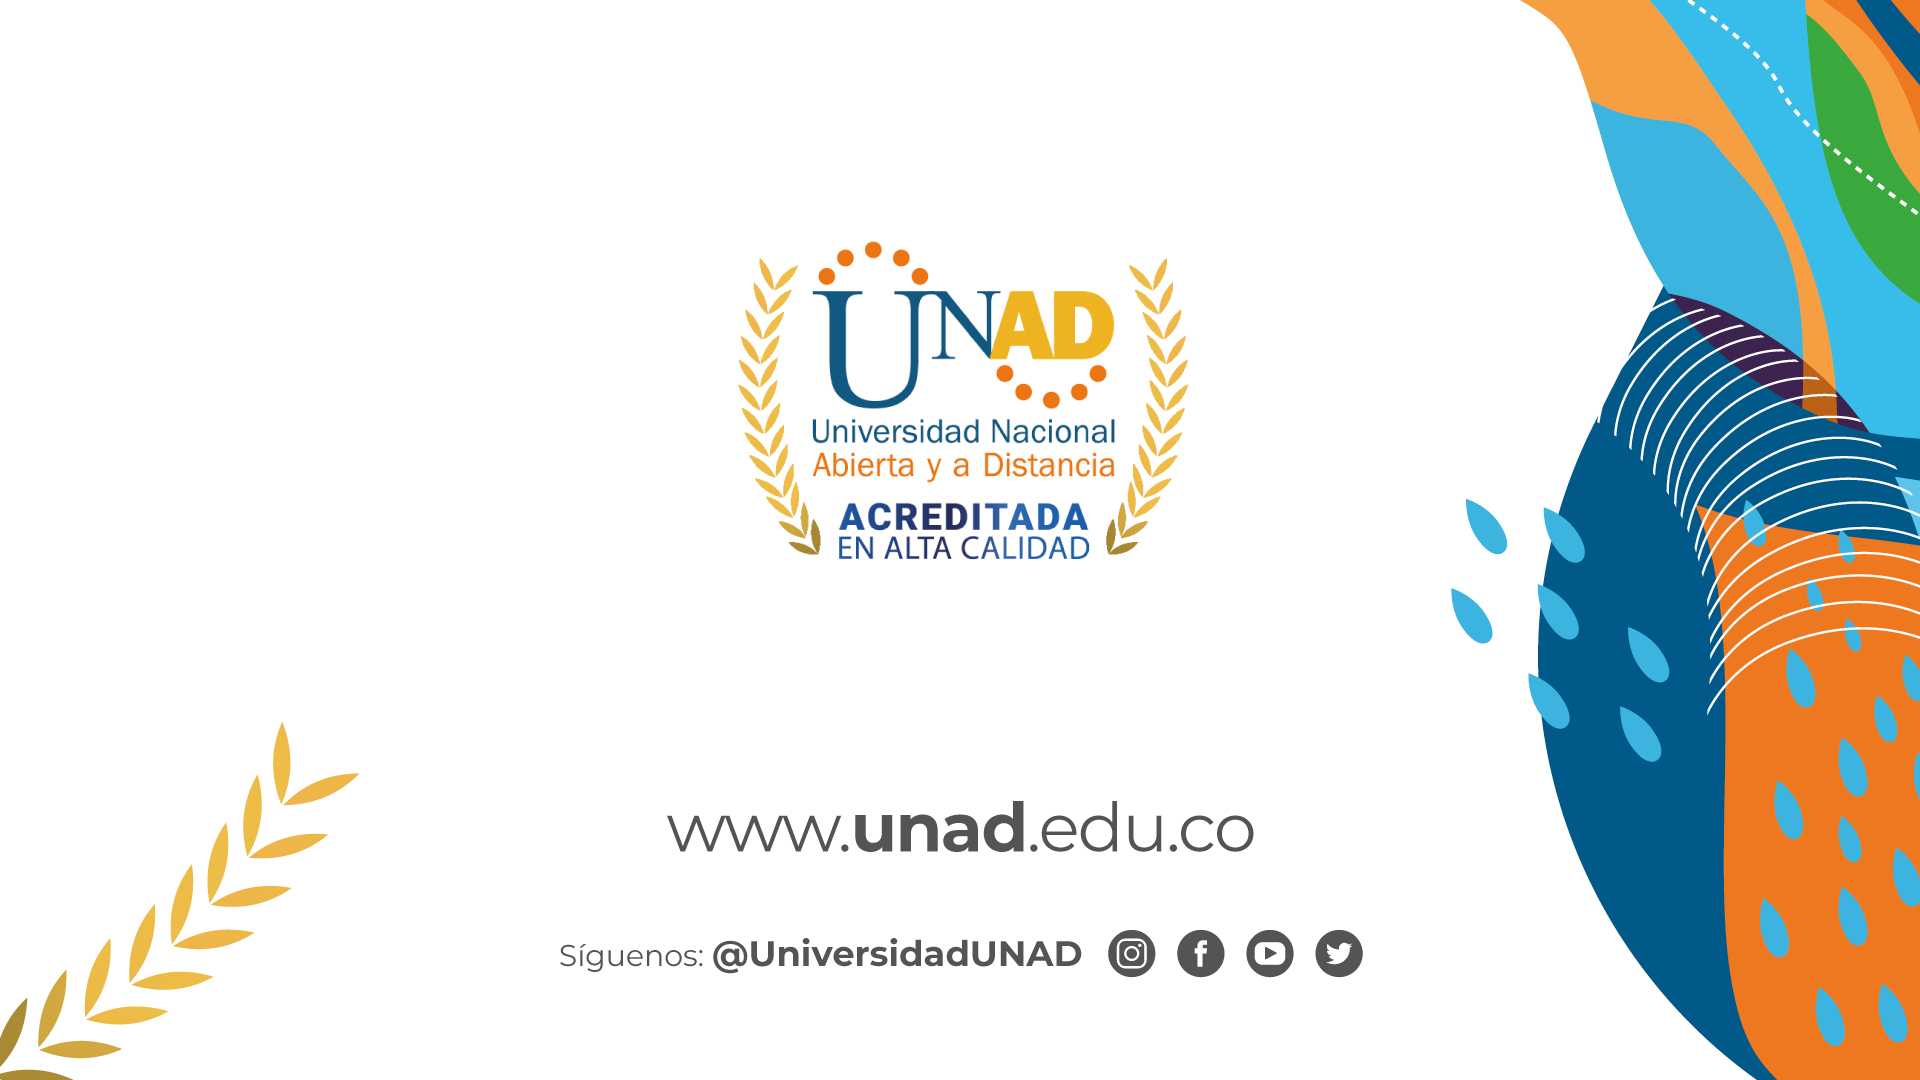 UNAD
Universidad Nacional
Abierta y a Distancia
ACREDITADA
EN ALTA CALIDAD
www.unad.edu.co
Síguenos: @UniversidadUNAD